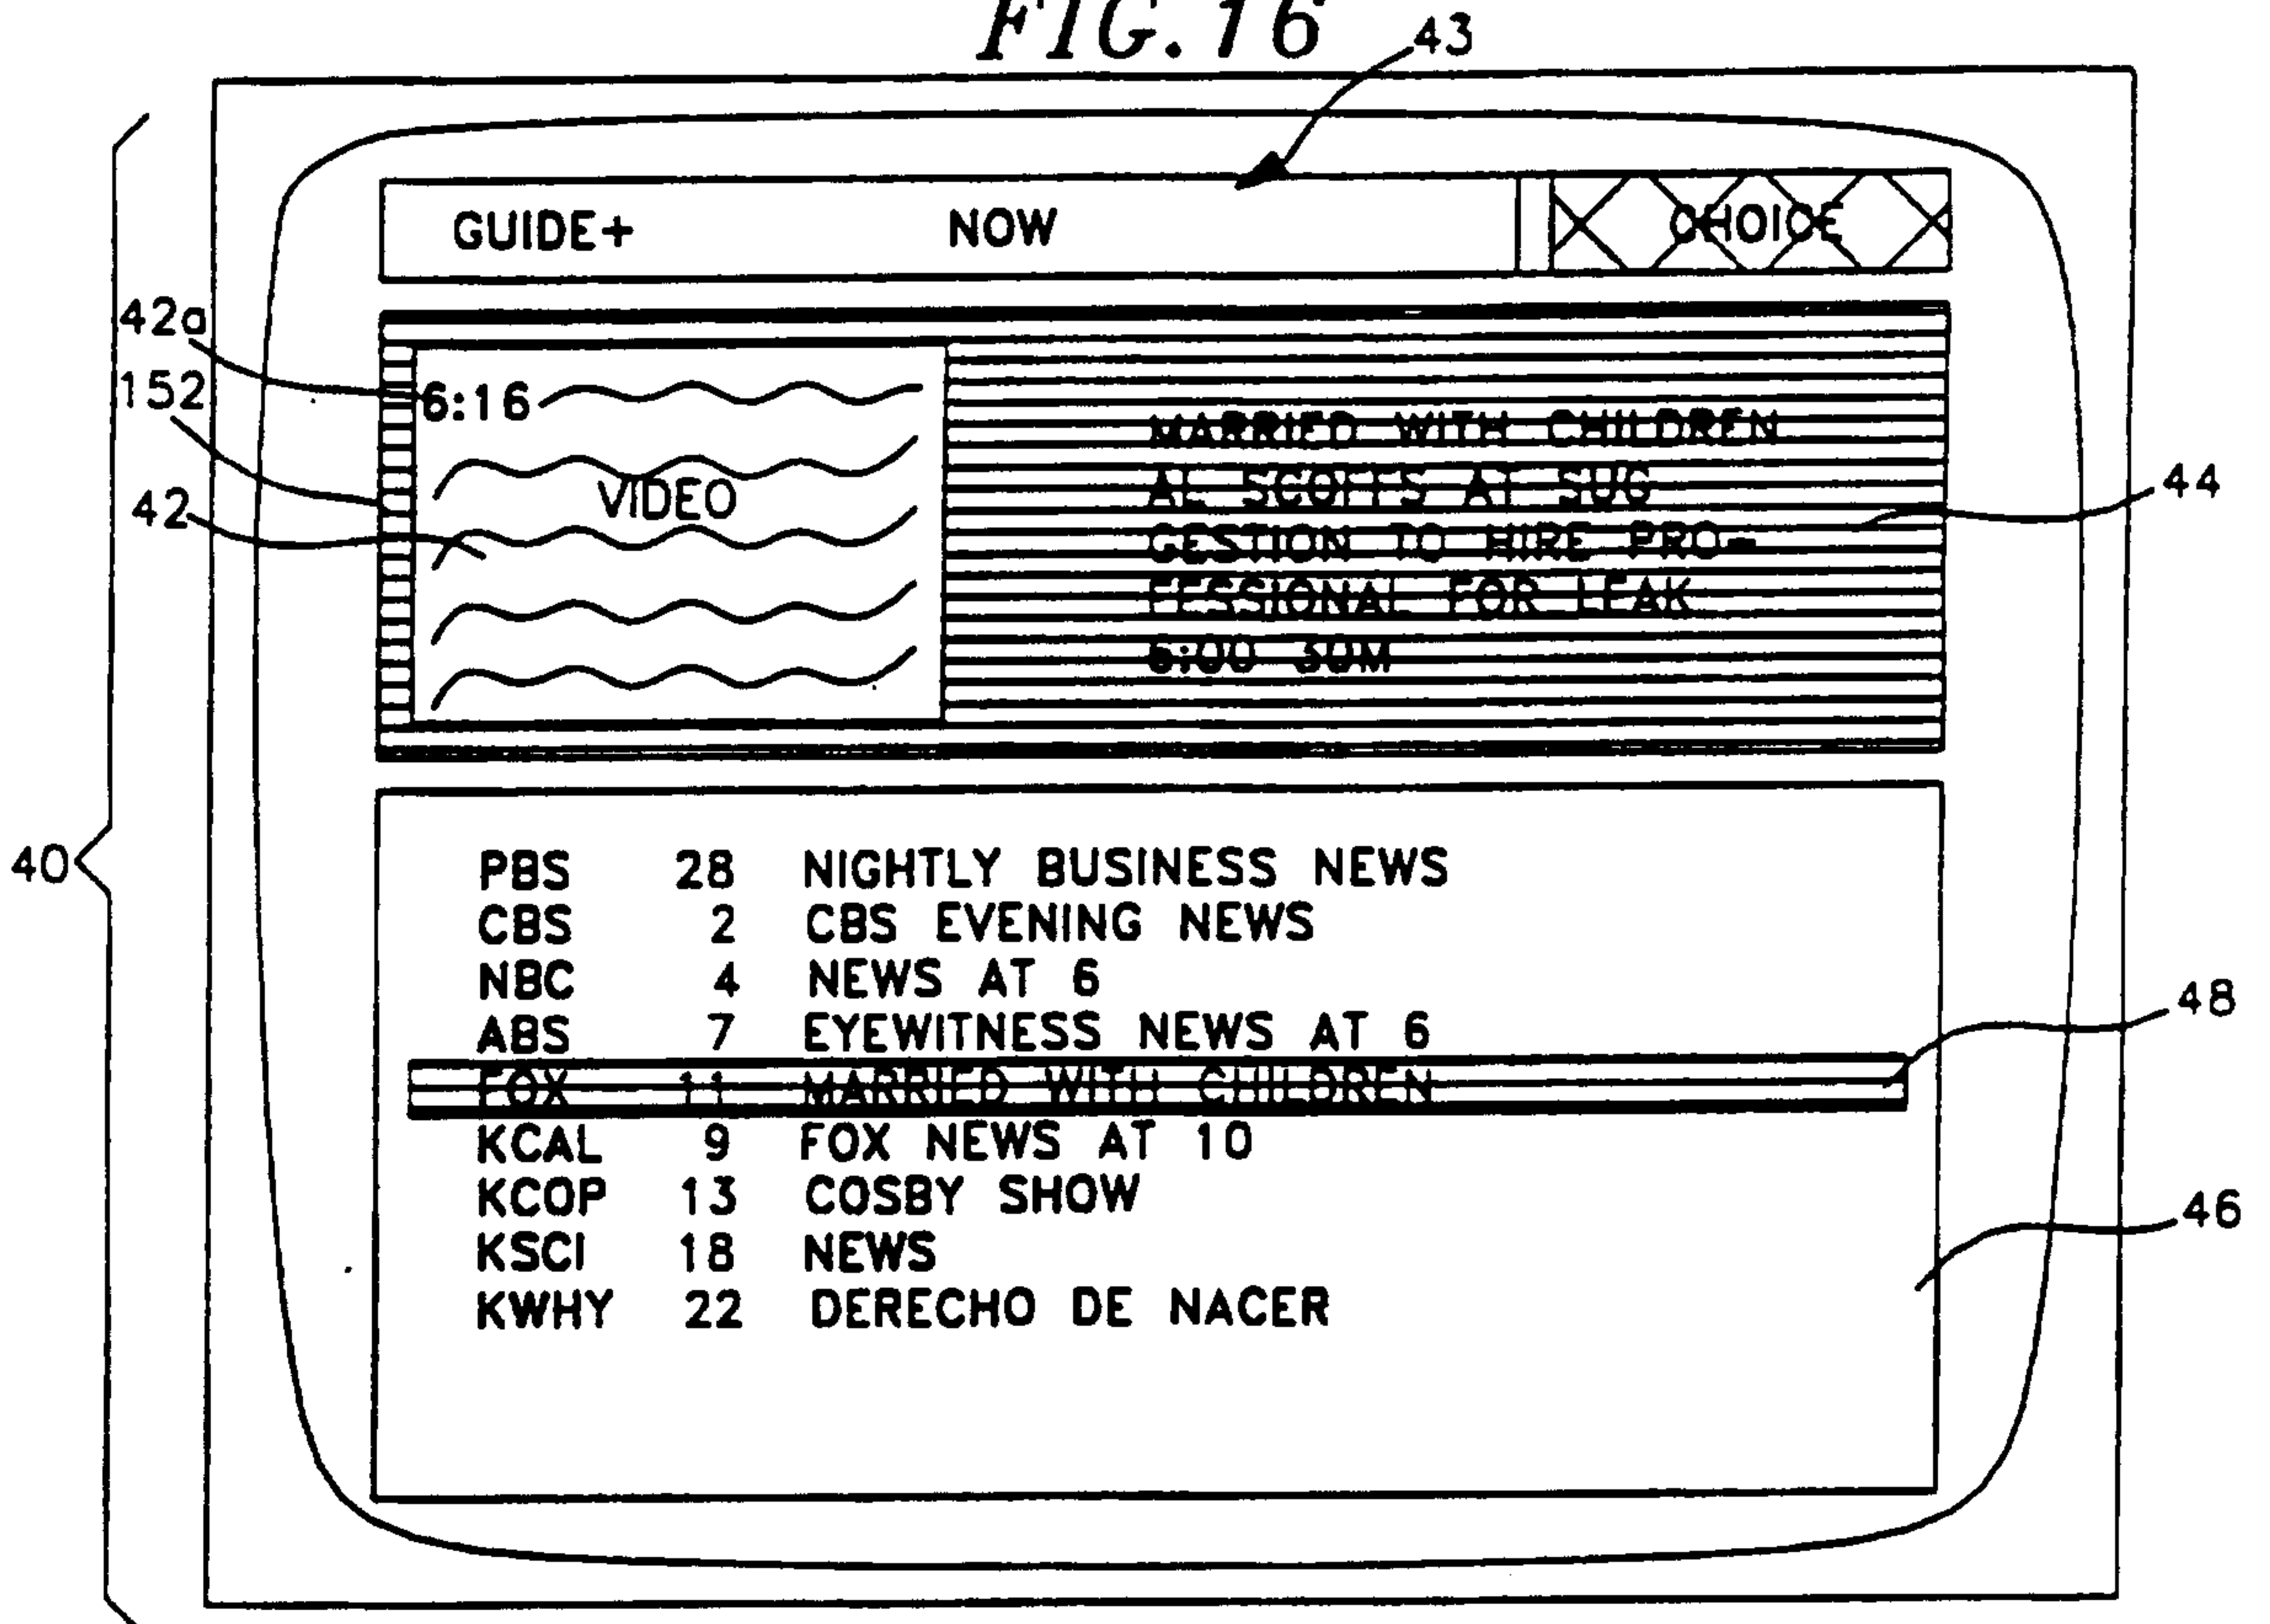 FIG. 16
43
GUIDE+ NOW CHOICE
42a
152
42
6:16
VIDEO
MARRIED WITH CHILDREN
AL SCOFFS AT SUG
GESTION TO HIRE PRO-
FESSIONAL FOR LEAK
6:00 30M
44
40
PBS 28 NIGHTLY BUSINESS NEWS
CBS 2 CBS EVENING NEWS
NBC 4 NEWS AT 6
ABS 7 EYEWITNESS NEWS AT 6
FOX 11 MARRIED WITH CHILDREN
KCAL 9 FOX NEWS AT 10
KCOP 13 COSBY SHOW
KSCI 18 NEWS
KWHY 22 DERECHO DE NACER
48
46